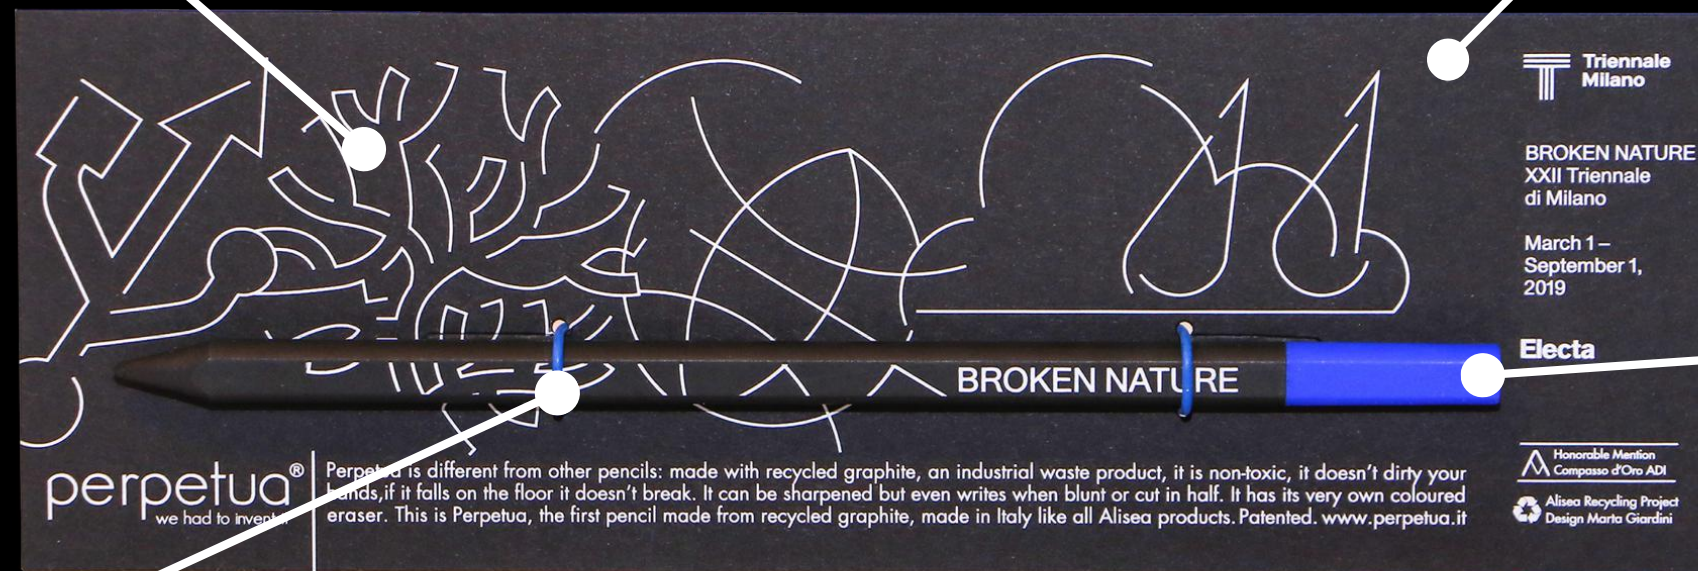 Triennale
Milano
BROKEN NATURE
XXII Triennale
di Milano
March 1 –
September 1,
2019
Electa
BROKEN NATURE
perpetua®
we had to invent
Perpetua is different from other pencils: made with recycled graphite, an industrial waste product, it is non-toxic, it doesn't dirty your
hands,if it falls on the floor it doesn't break. It can be sharpened but even writes when blunt or cut in half. It has its very own coloured
eraser. This is Perpetua, the first pencil made from recycled graphite, made in Italy like all Alisea products. Patented. www.perpetua.it
Honorable Mention
Compasso d'Oro ADI
Alisea Recycling Project
Design Marta Giardini